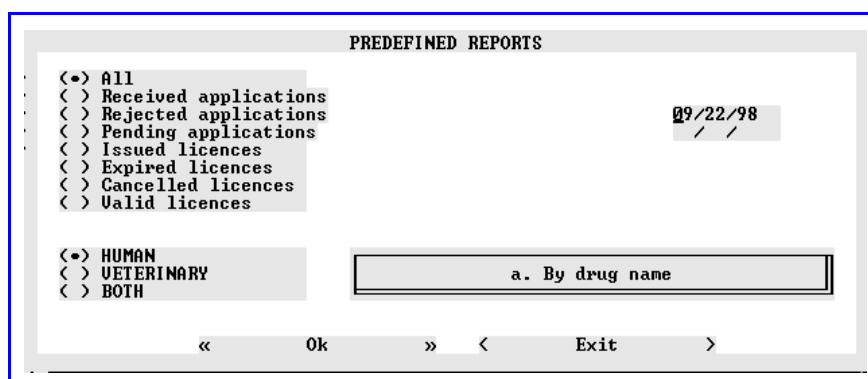 PREDEFINED REPORTS
(•) All
( ) Received applications
( ) Rejected applications 09/22/98
( ) Pending applications / /
( ) Issued licences
( ) Expired licences
( ) Cancelled licences
( ) Valid licences
(•) HUMAN
( ) VETERINARY a. By drug name
( ) BOTH
« Ok » < Exit >